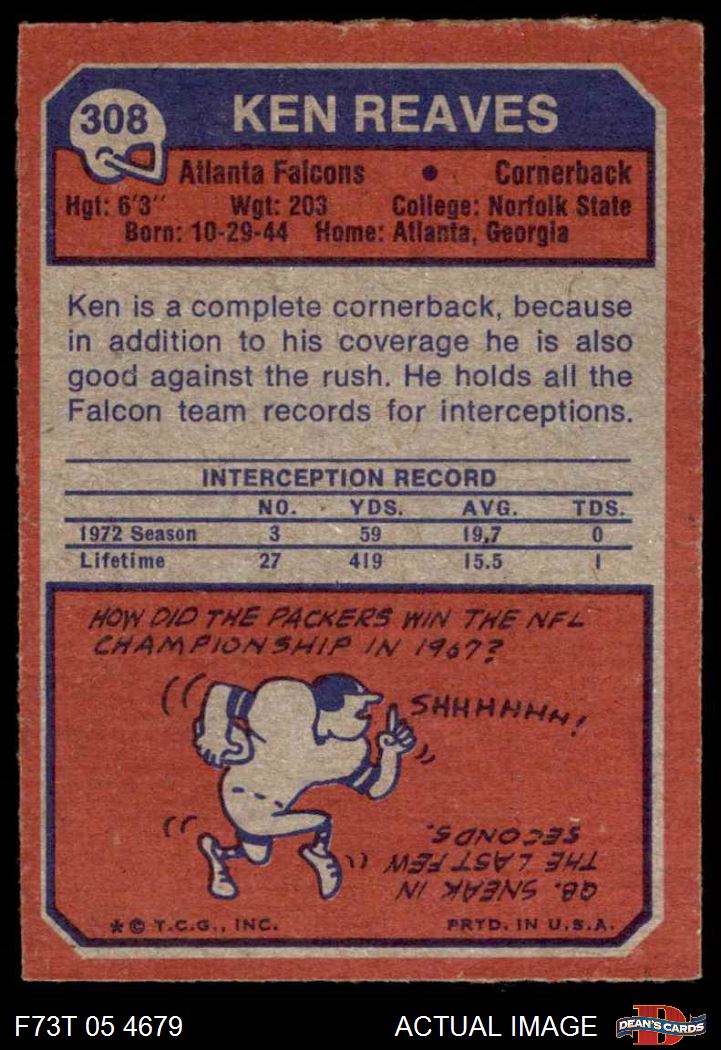 308
KEN REAVES
Atlanta Falcons • Cornerback
Hgt: 6'3" Wgt: 203 College: Norfolk State
Born: 10-29-44 Home: Atlanta, Georgia
Ken is a complete cornerback, because
in addition to his coverage he is also
good against the rush. He holds all the
Falcon team records for interceptions.
INTERCEPTION RECORD
NO. YDS. AVG. TDS.
1972 Season 3 59 19.7 0
Lifetime 27 419 15.5 1
HOW DID THE PACKERS WIN THE NFL
CHAMPIONSHIP IN 1967?
SHHHHHH!
QB. SNEAK IN
THE LAST FEW
SECONDS.
*© T.C.G., INC. PRTD. IN U.S.A.
F73T 05 4679 ACTUAL IMAGE
D
DEAN'S CARDS